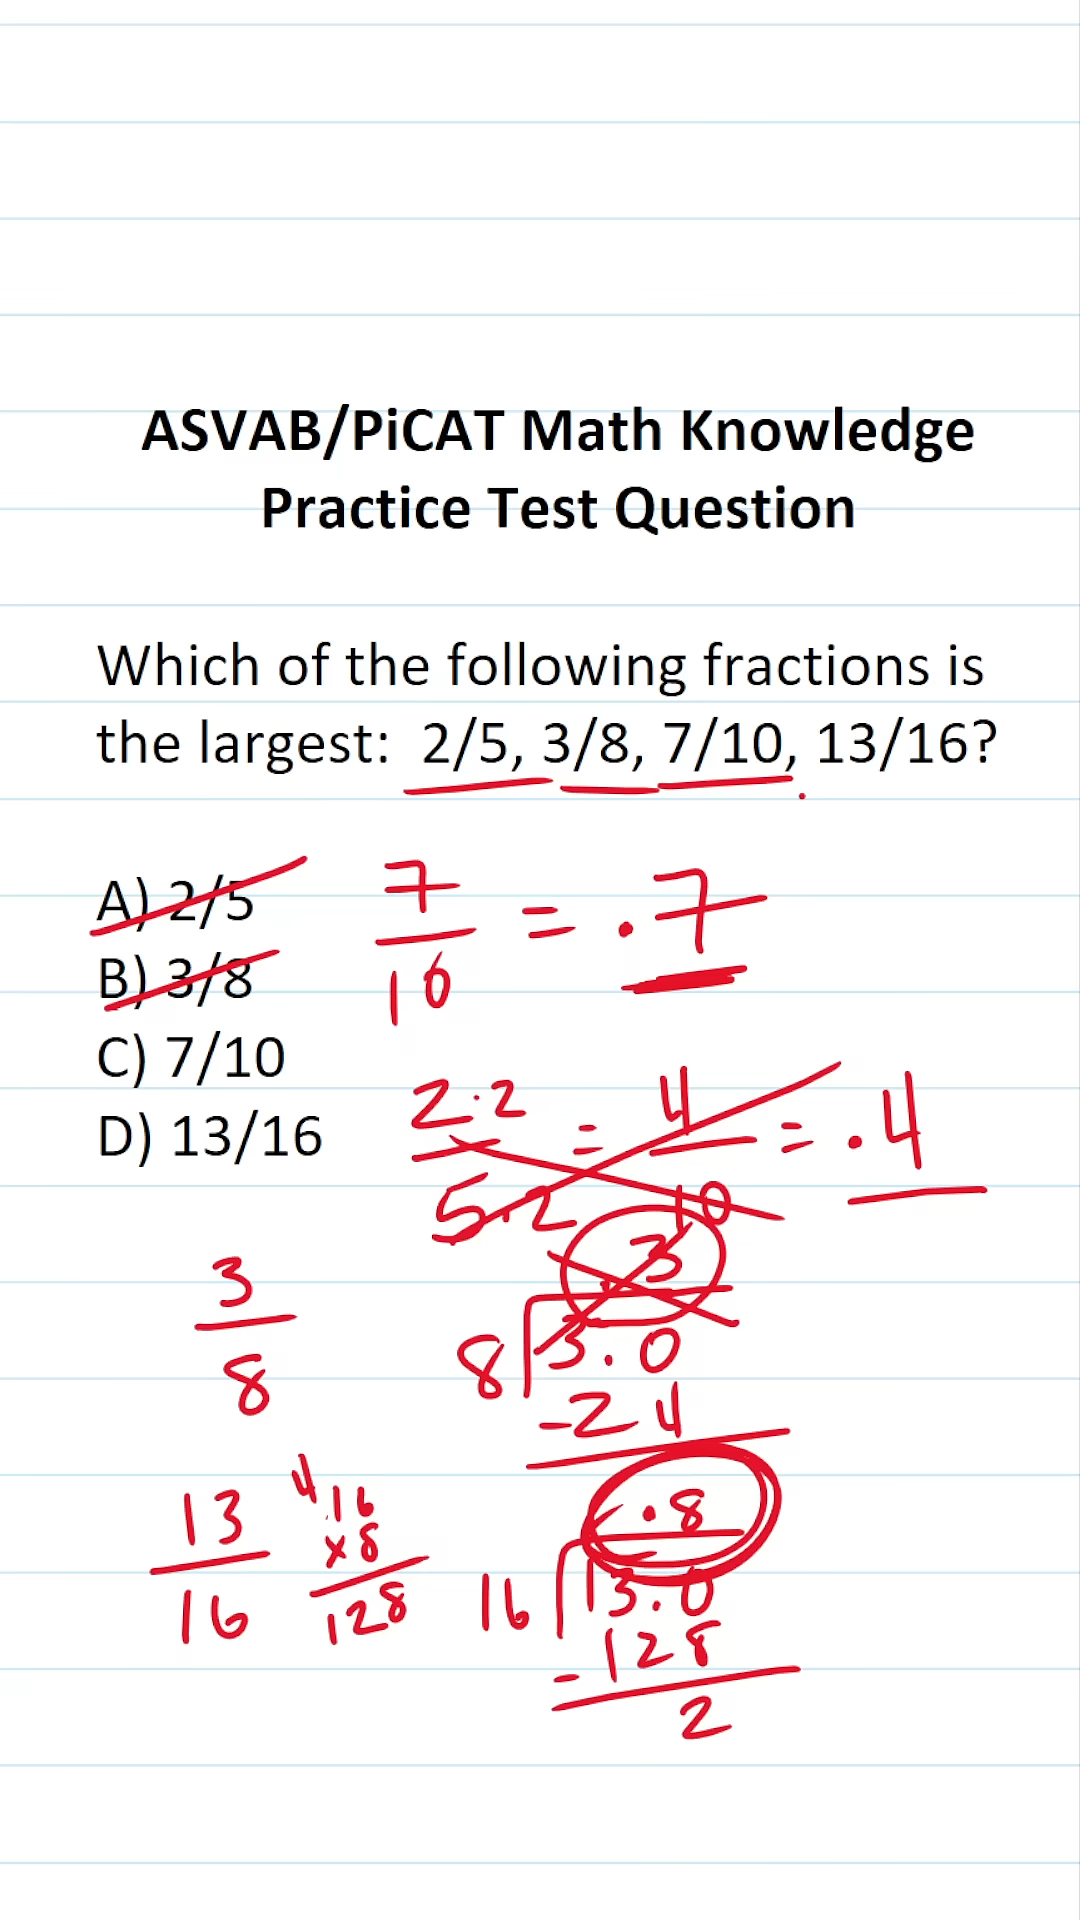 ASVAB/PiCAT Math Knowledge
Practice Test Question
Which of the following fractions is
the largest: 2/5, 3/8, 7/10, 13/16?
A) 2/5
B) 3/8
C) 7/10
D) 13/16
7/10 = .7
2·2/5·2 = 4/10 = .4
3/8
.3
8 3.0
-24
13/16
4
16
x8
128
.8
16 13.0
-128
2